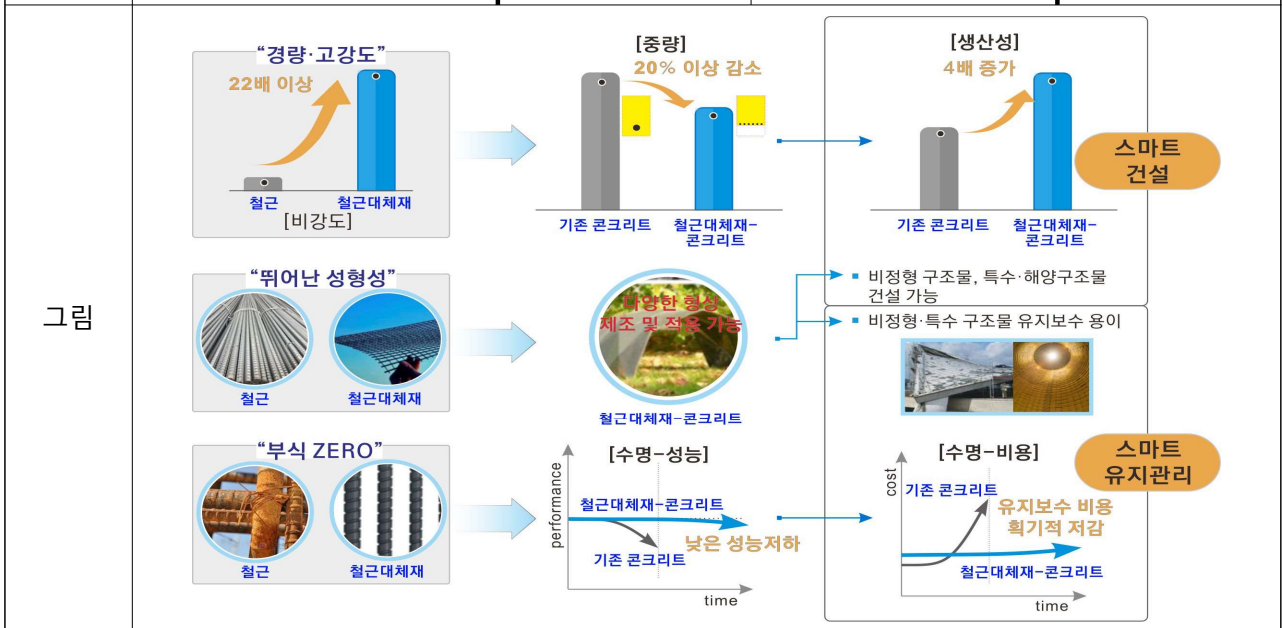 그림
“경량·고강도”
22배 이상
철근
철근대체재
[비강도]
[중량]
20% 이상 감소
기존 콘크리트
철근대체재-
콘크리트
[생산성]
4배 증가
기존 콘크리트
철근대체재-
콘크리트
스마트
건설
“뛰어난 성형성”
철근
철근대체재
다양한 형상
제조 및 적용 가능
철근대체재-콘크리트
▪ 비정형 구조물, 특수·해양구조물
건설 가능
▪ 비정형·특수 구조물 유지보수 용이
“부식 ZERO”
철근
철근대체재
[수명-성능]
performance
철근대체재-콘크리트
낮은 성능저하
기존 콘크리트
time
[수명-비용]
cost
기존 콘크리트
유지보수 비용
획기적 저감
철근대체재-콘크리트
time
스마트
유지관리